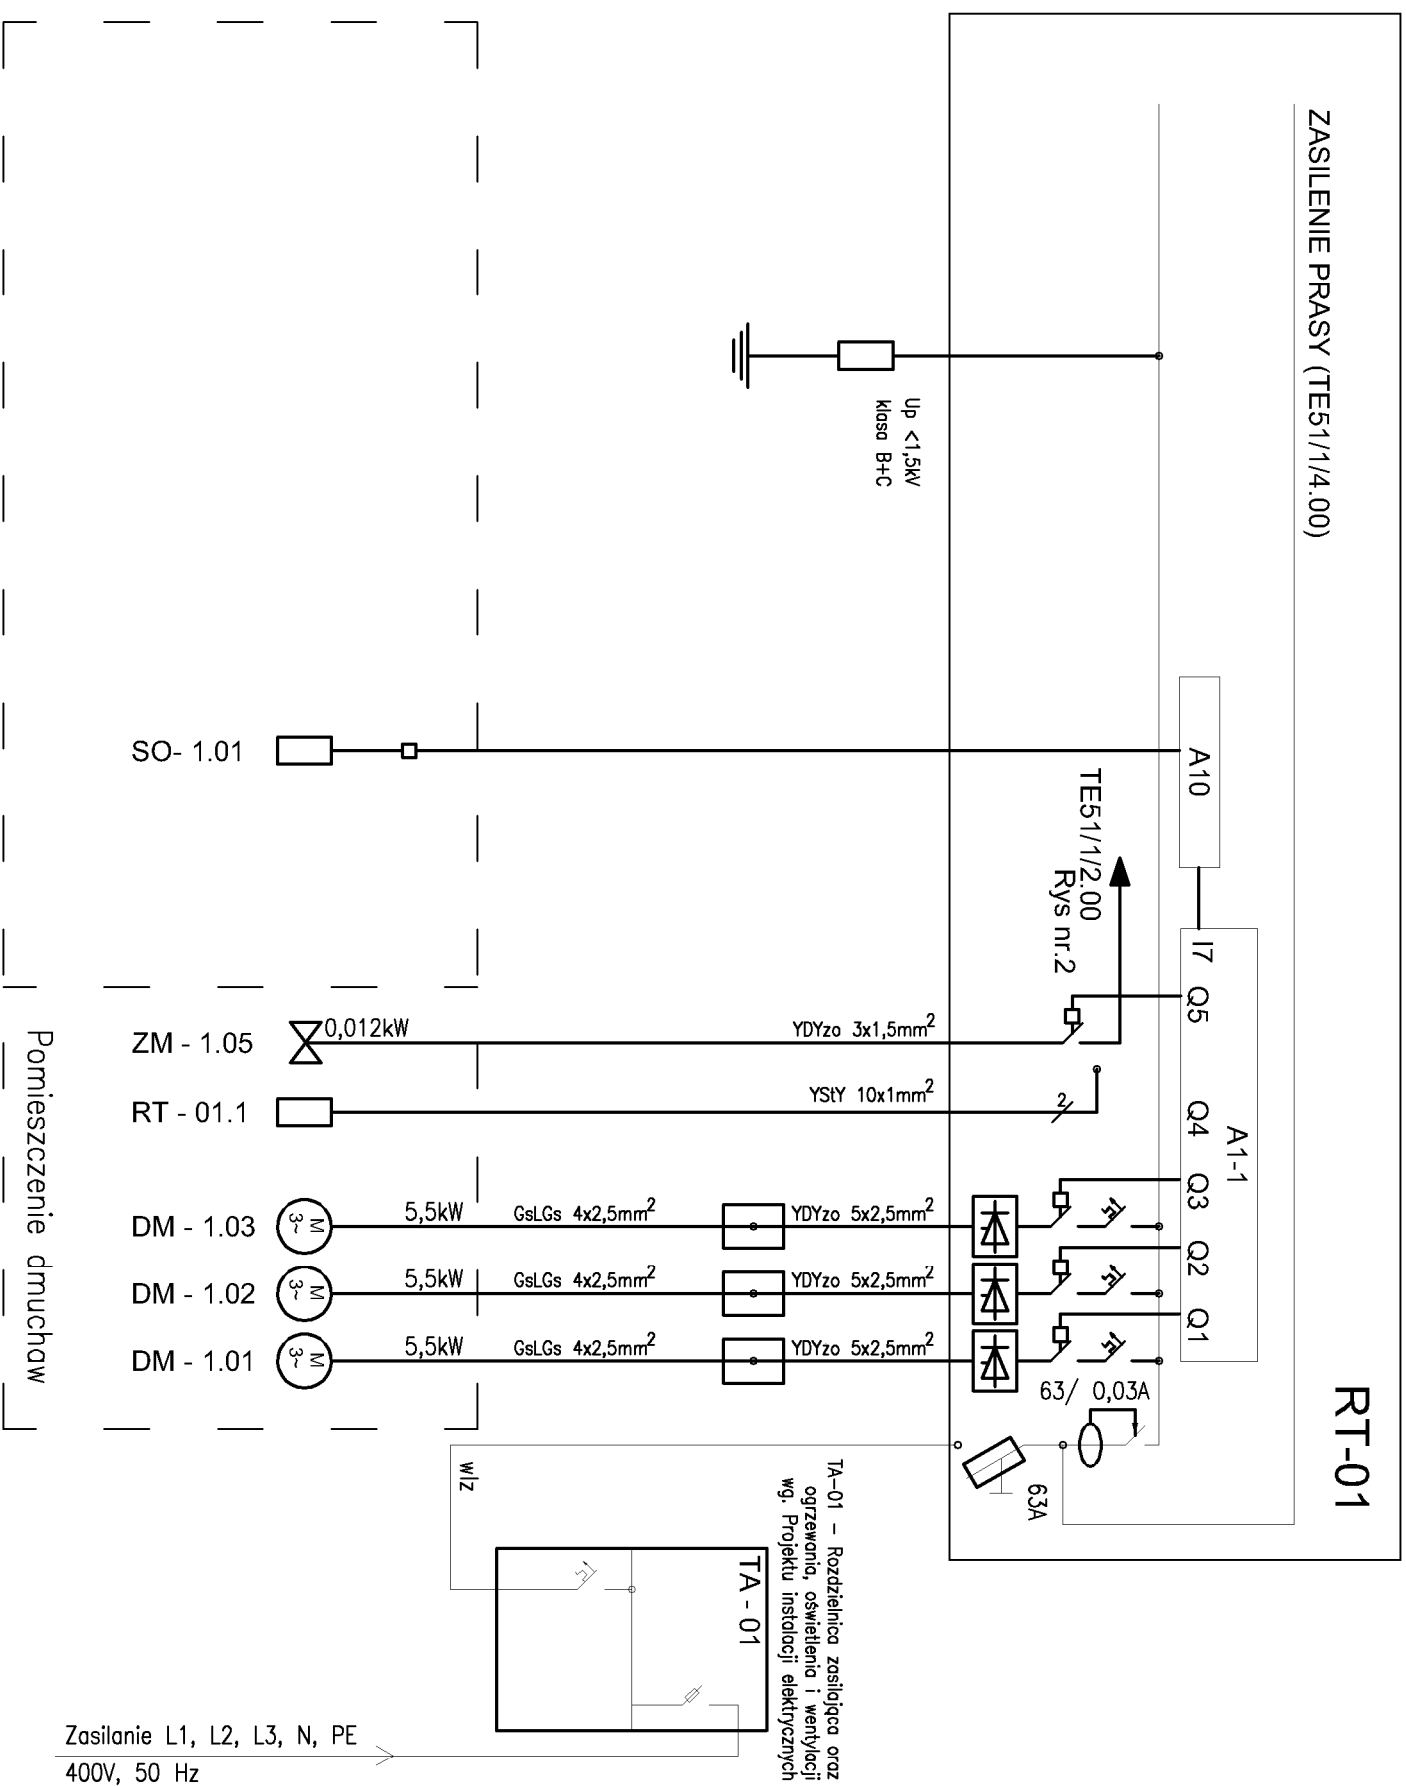 RT-01
ZASILENIE PRASY (TE51/1/4.00)
Up <1,5kV
klasa B+C
A10
TE51/1/2.00
Rys nr.2
A1-1
I7
Q5
Q4
Q3
Q2
Q1
SO- 1.01
ZM - 1.05
0,012kW
YDYzo 3x1,5mm2
RT - 01.1
YStY 10x1mm2
2
DM - 1.03
M
3~
5,5kW
GsLGs 4x2,5mm2
YDYzo 5x2,5mm2
DM - 1.02
M
3~
5,5kW
GsLGs 4x2,5mm2
YDYzo 5x2,5mm2
DM - 1.01
M
3~
5,5kW
GsLGs 4x2,5mm2
YDYzo 5x2,5mm2
63/ 0,03A
63A
Pomieszczenie dmuchaw
wlz
TA-01 - Rozdzielnica zasilająca oraz
ogrzewania, oświetlenia i wentylacji
wg. Projektu instalacji elektrycznych
TA - 01
Zasilanie L1, L2, L3, N, PE
400V, 50 Hz